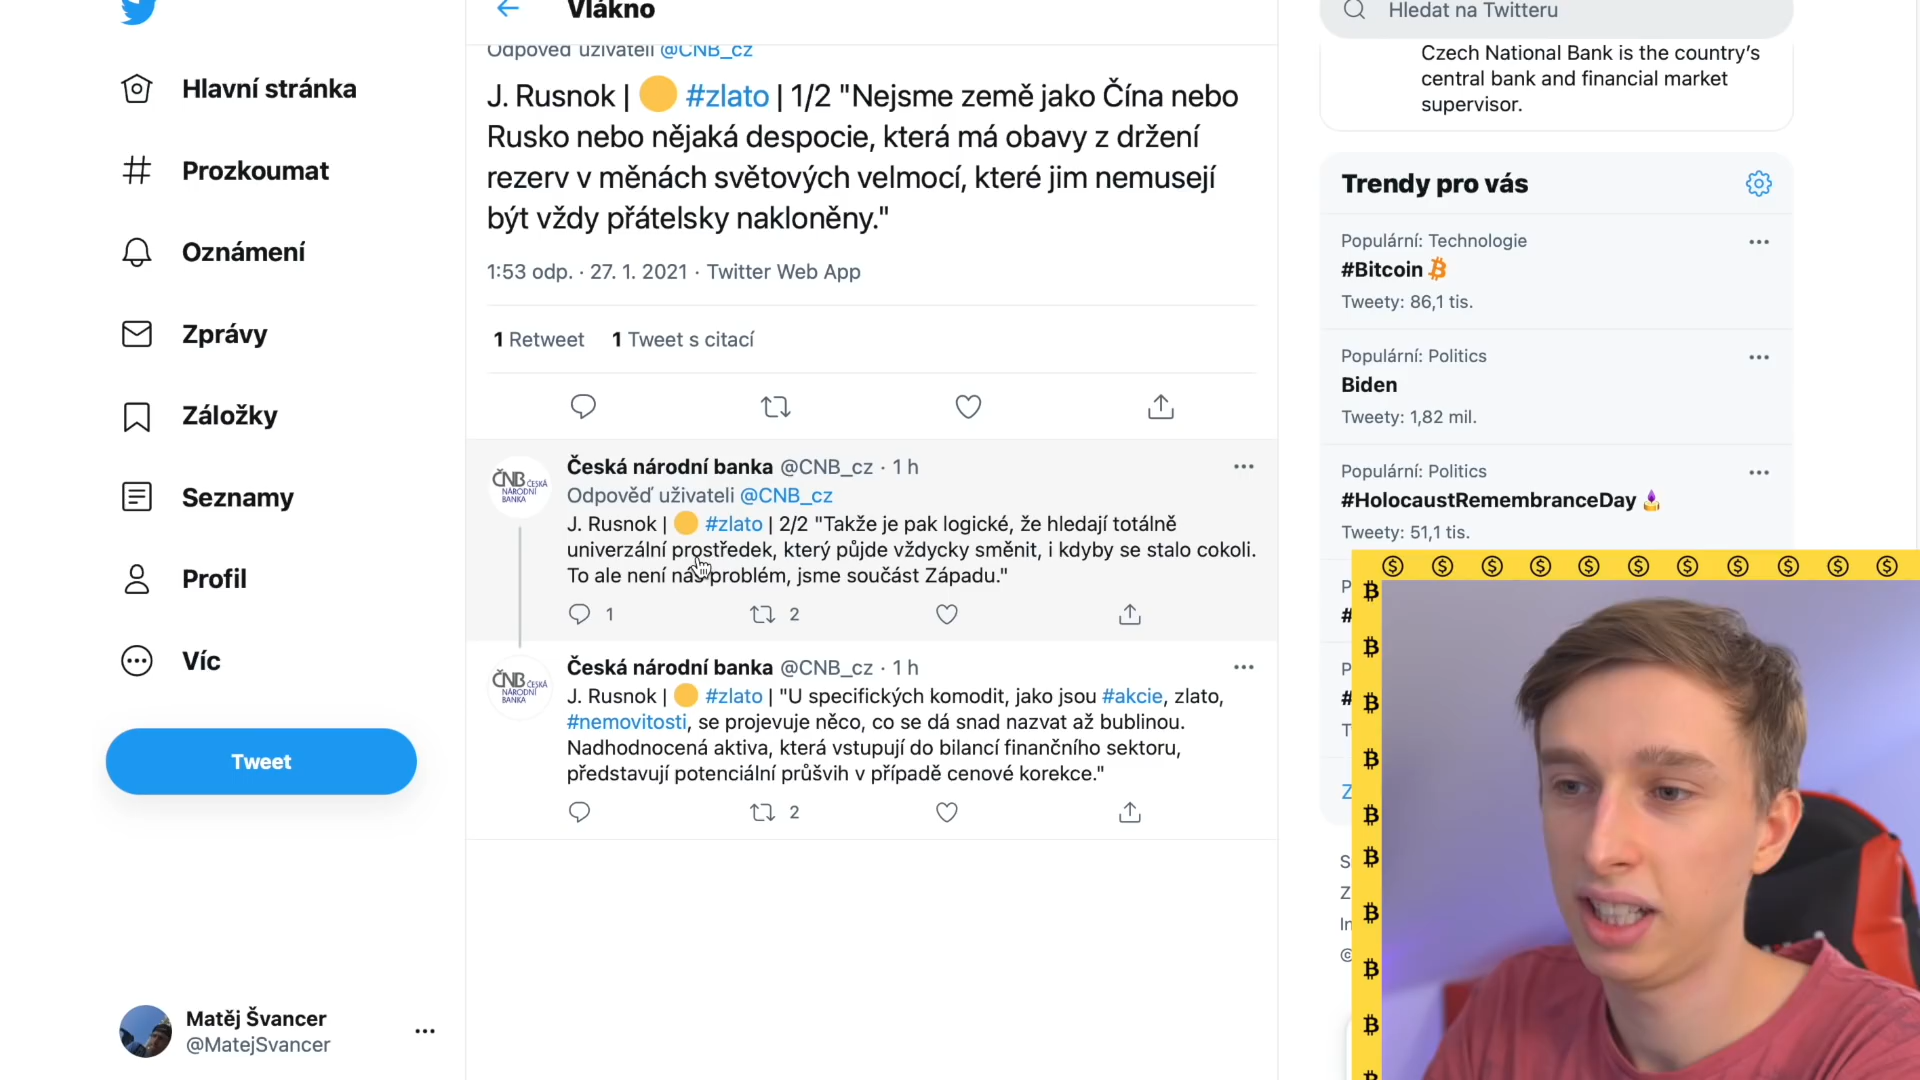 Vlákno
Hledat na Twitteru
Odpověď uživateli @CNB_cz
Czech National Bank is the country's
central bank and financial market
supervisor.
Hlavní stránka
Prozkoumat
Oznámení
Zprávy
Záložky
Seznamy
Profil
Víc
Tweet
Matěj Švancer
@MatejSvancer
J. Rusnok | #zlato | 1/2 "Nejsme země jako Čína nebo
Rusko nebo nějaká despocie, která má obavy z držení
rezerv v měnách světových velmocí, které jim nemusejí
být vždy přátelsky nakloněny."
1:53 odp. · 27. 1. 2021 · Twitter Web App
1 Retweet 1 Tweet s citací
ČNB ČESKÁ
NÁRODNÍ
BANKA
Česká národní banka @CNB_cz · 1 h
Odpověď uživateli @CNB_cz
J. Rusnok | #zlato | 2/2 "Takže je pak logické, že hledají totálně
univerzální prostředek, který půjde vždycky směnit, i kdyby se stalo cokoli.
To ale není náš problém, jsme součást Západu."
1 2
ČNB ČESKÁ
NÁRODNÍ
BANKA
Česká národní banka @CNB_cz · 1 h
J. Rusnok | #zlato | "U specifických komodit, jako jsou #akcie, zlato,
#nemovitosti, se projevuje něco, co se dá snad nazvat až bublinou.
Nadhodnocená aktiva, která vstupují do bilancí finančního sektoru,
představují potenciální průšvih v případě cenové korekce."
2
Trendy pro vás
Populární: Technologie
#Bitcoin
Tweety: 86,1 tis.
Populární: Politics
Biden
Tweety: 1,82 mil.
Populární: Politics
#HolocaustRemembranceDay
Tweety: 51,1 tis.
P
#
P
#
T
Z
S
Z
In
©